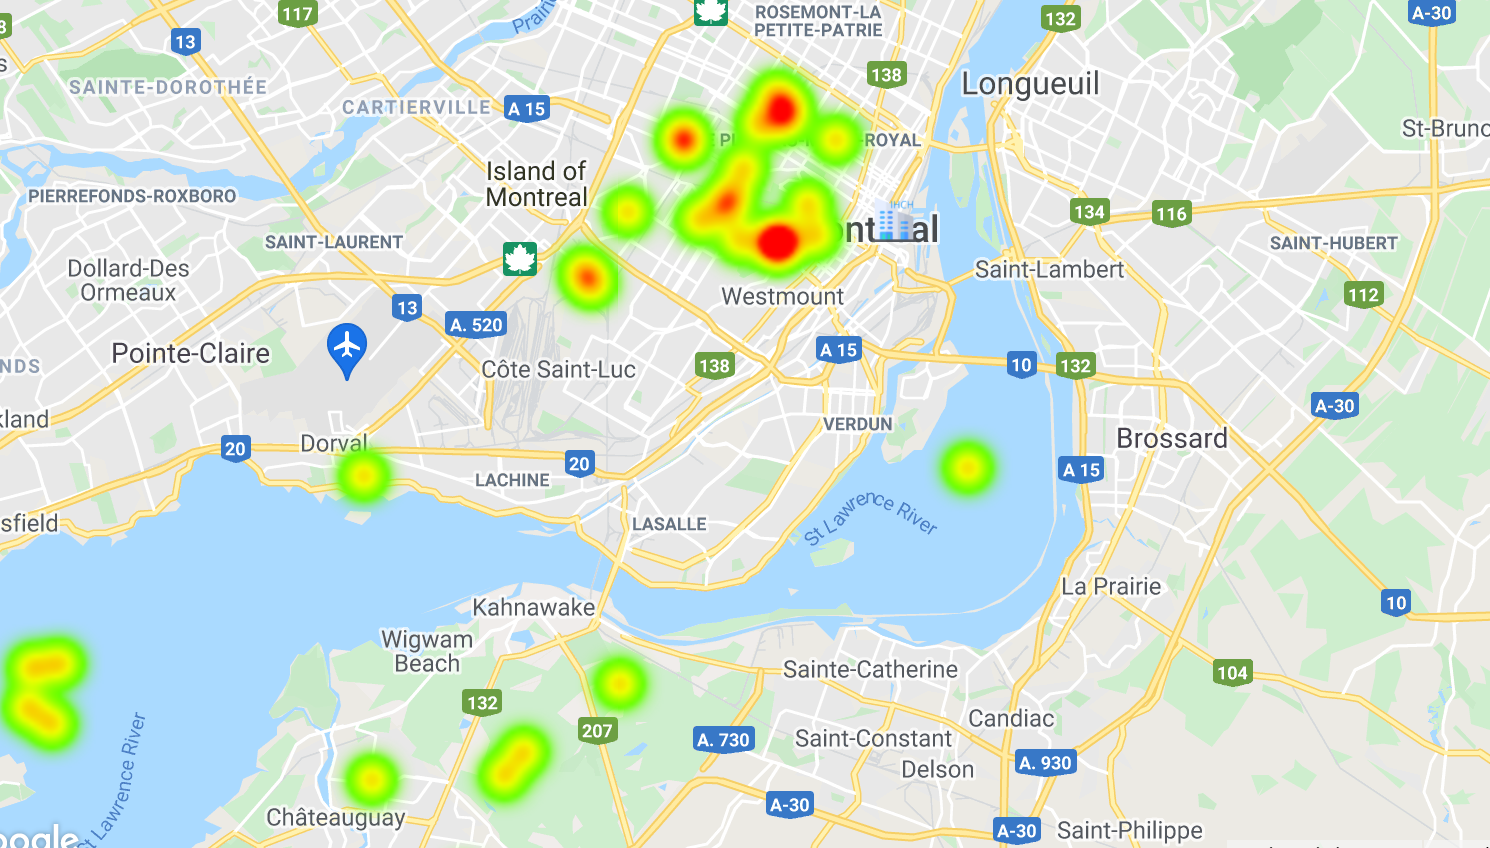 117
132
A-30
ROSEMONT-LA
PETITE-PATRIE
13
138
Longueuil
SAINTE-DOROTHÉE
CARTIERVILLE
A 15
St-Brunc
-ROYAL
Island of
Montreal
PIERREFONDS-ROXBORO
IHCH
134
116
SAINT-LAURENT
SAINT-HUBERT
Dollard-Des
Ormeaux
Saint-Lambert
Westmount
112
13
A. 520
A 15
Pointe-Claire
NDS
Côte Saint-Luc
138
10
132
kland
A-30
VERDUN
Dorval
20
20
Brossard
LACHINE
A 15
sfield
LASALLE
St Lawrence River
La Prairie
10
Kahnawake
Wigwam
Beach
Sainte-Catherine
104
132
207
Candiac
A. 730
Saint-Constant
Delson
A. 930
St Lawrence River
A-30
Châteauguay
A-30
Saint-Philippe
oogle